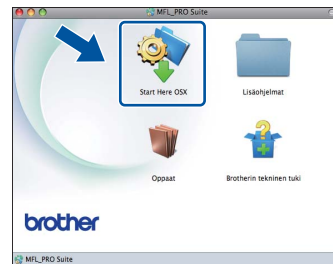 MFL_PRO Suite
Start Here OSX
Lisäohjelmat
Oppaat
Brotherin tekninen tuki
brother
MFL_PRO Suite